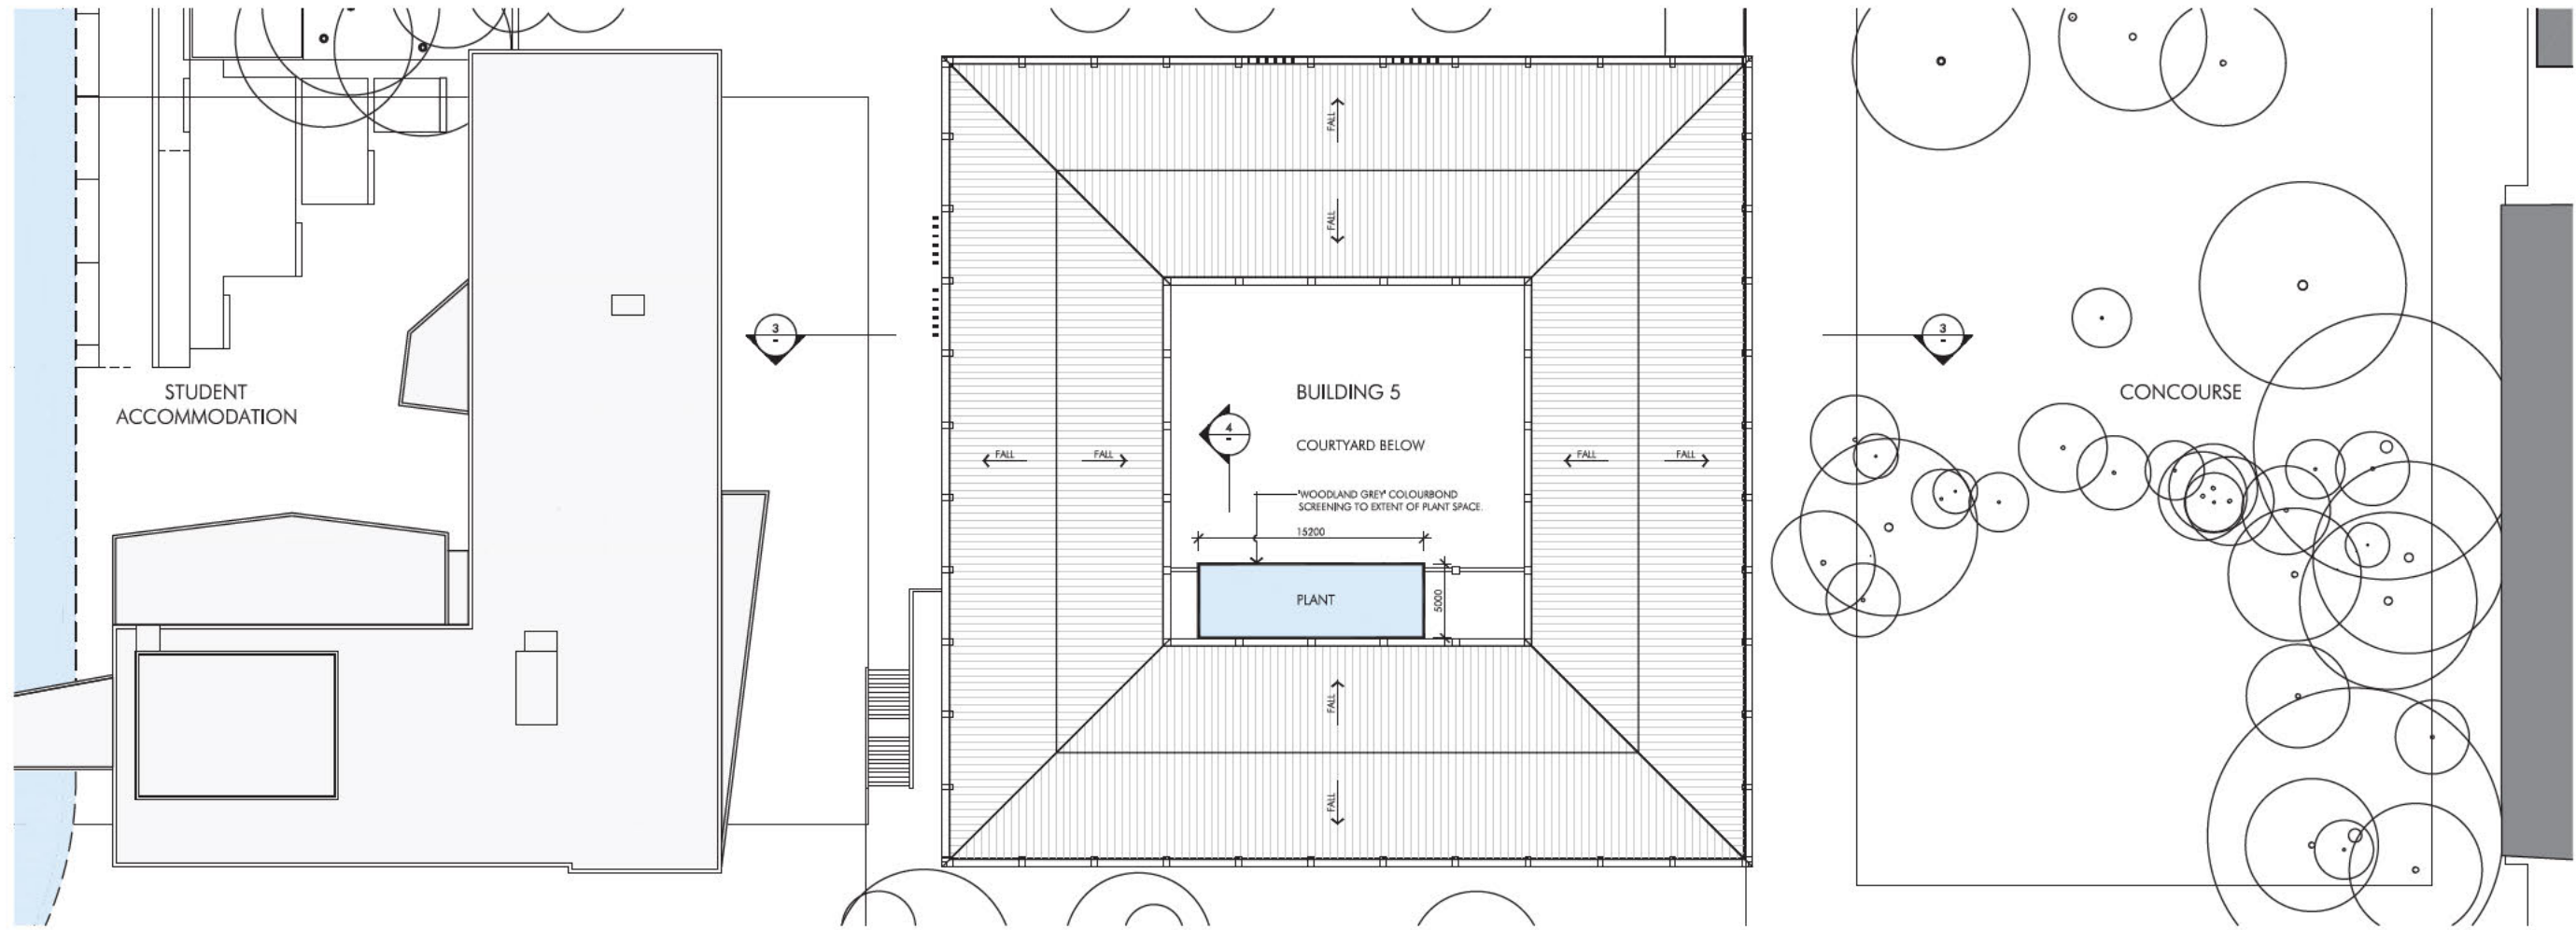 FALL
FALL
3
-
3
-
STUDENT
ACCOMMODATION
BUILDING 5
CONCOURSE
4
-
COURTYARD BELOW
FALL
FALL
FALL
FALL
'WOODLAND GREY' COLOURBOND
SCREENING TO EXTENT OF PLANT SPACE.
15200
PLANT
5000
FALL
FALL